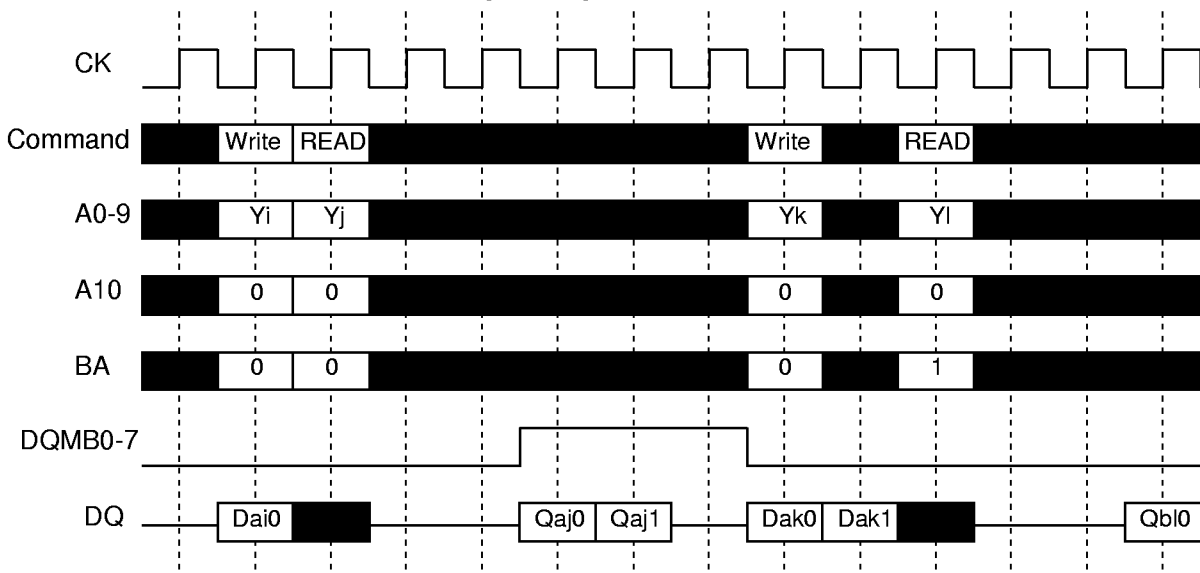 CK
Command Write READ Write READ
A0-9 Yi Yj Yk Yl
A10 0 0 0 0
BA 0 0 0 1
DQMB0-7
DQ Dai0 Qaj0 Qaj1 Dak0 Dak1 Qbl0